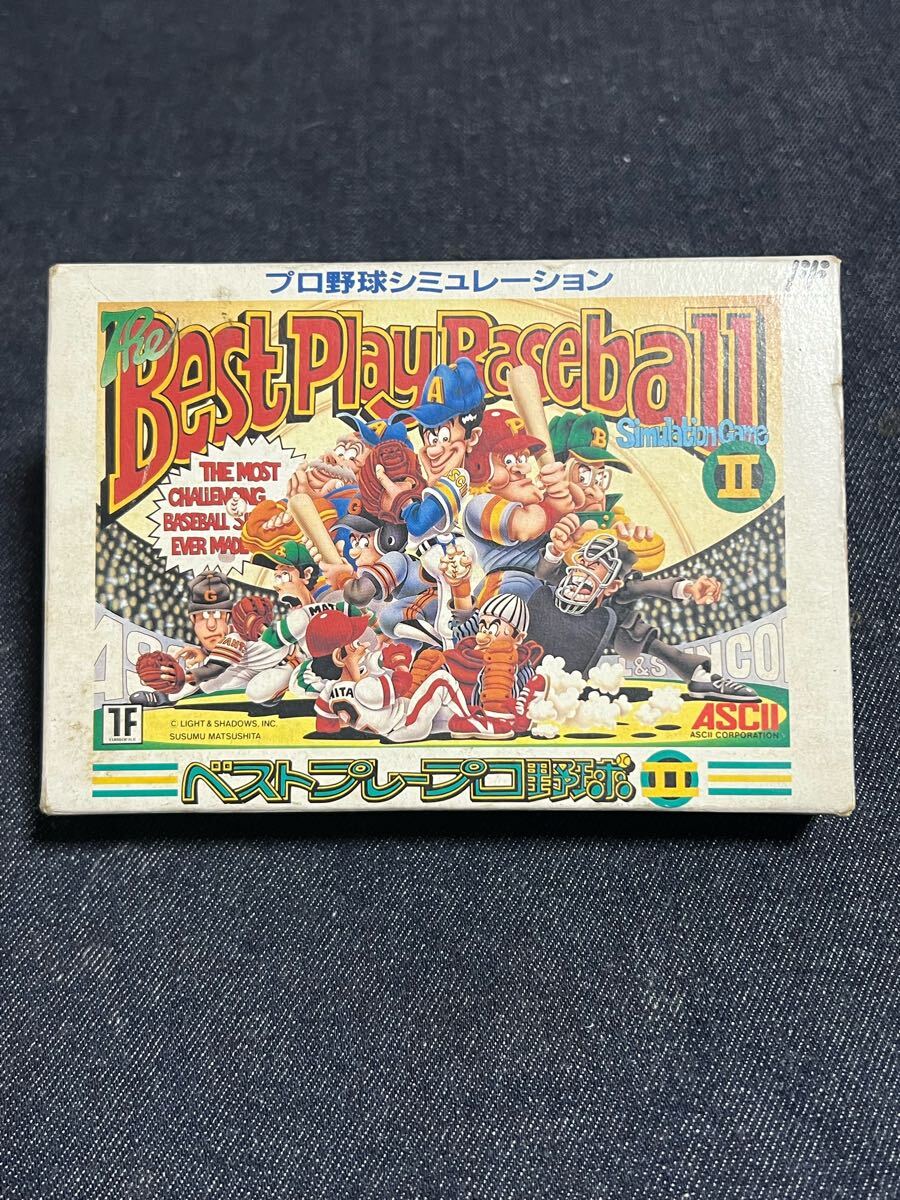 プロ野球シミュレーション
The
Best Play Baseball
Simulation Game
II
THE MOST
CHALLENGING
BASEBALL
EVER MADE
A
A
P
B
G
G
MAT
ASCII
ASCII CORPORATION
1F
© LIGHT & SHADOWS, INC.
SUSUMU MATSUSHITA
ベストプレープロ野球 II